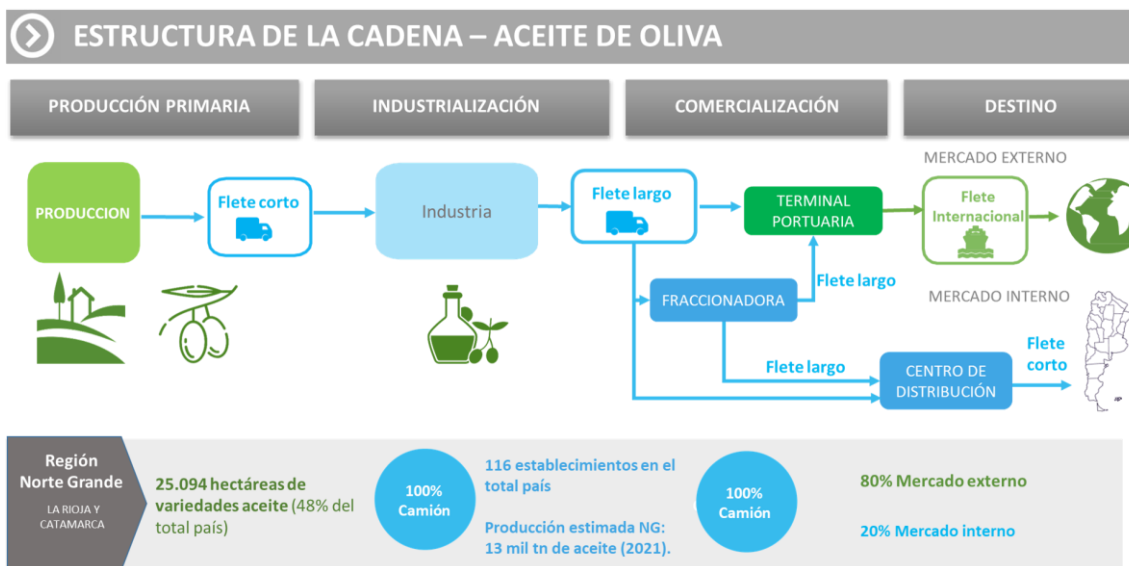 ESTRUCTURA DE LA CADENA – ACEITE DE OLIVA
PRODUCCIÓN PRIMARIA
INDUSTRIALIZACIÓN
COMERCIALIZACIÓN
DESTINO
MERCADO EXTERNO
PRODUCCION
Flete corto
Industria
Flete largo
TERMINAL
PORTUARIA
Flete
Internacional
FRACCIONADORA
Flete largo
MERCADO INTERNO
Flete largo
CENTRO DE
DISTRIBUCIÓN
Flete
corto
Región
Norte Grande
LA RIOJA Y
CATAMARCA
25.094 hectáreas de
variedades aceite (48% del
total país)
100%
Camión
116 establecimientos en el
total país
Producción estimada NG:
13 mil tn de aceite (2021).
100%
Camión
80% Mercado externo
20% Mercado interno